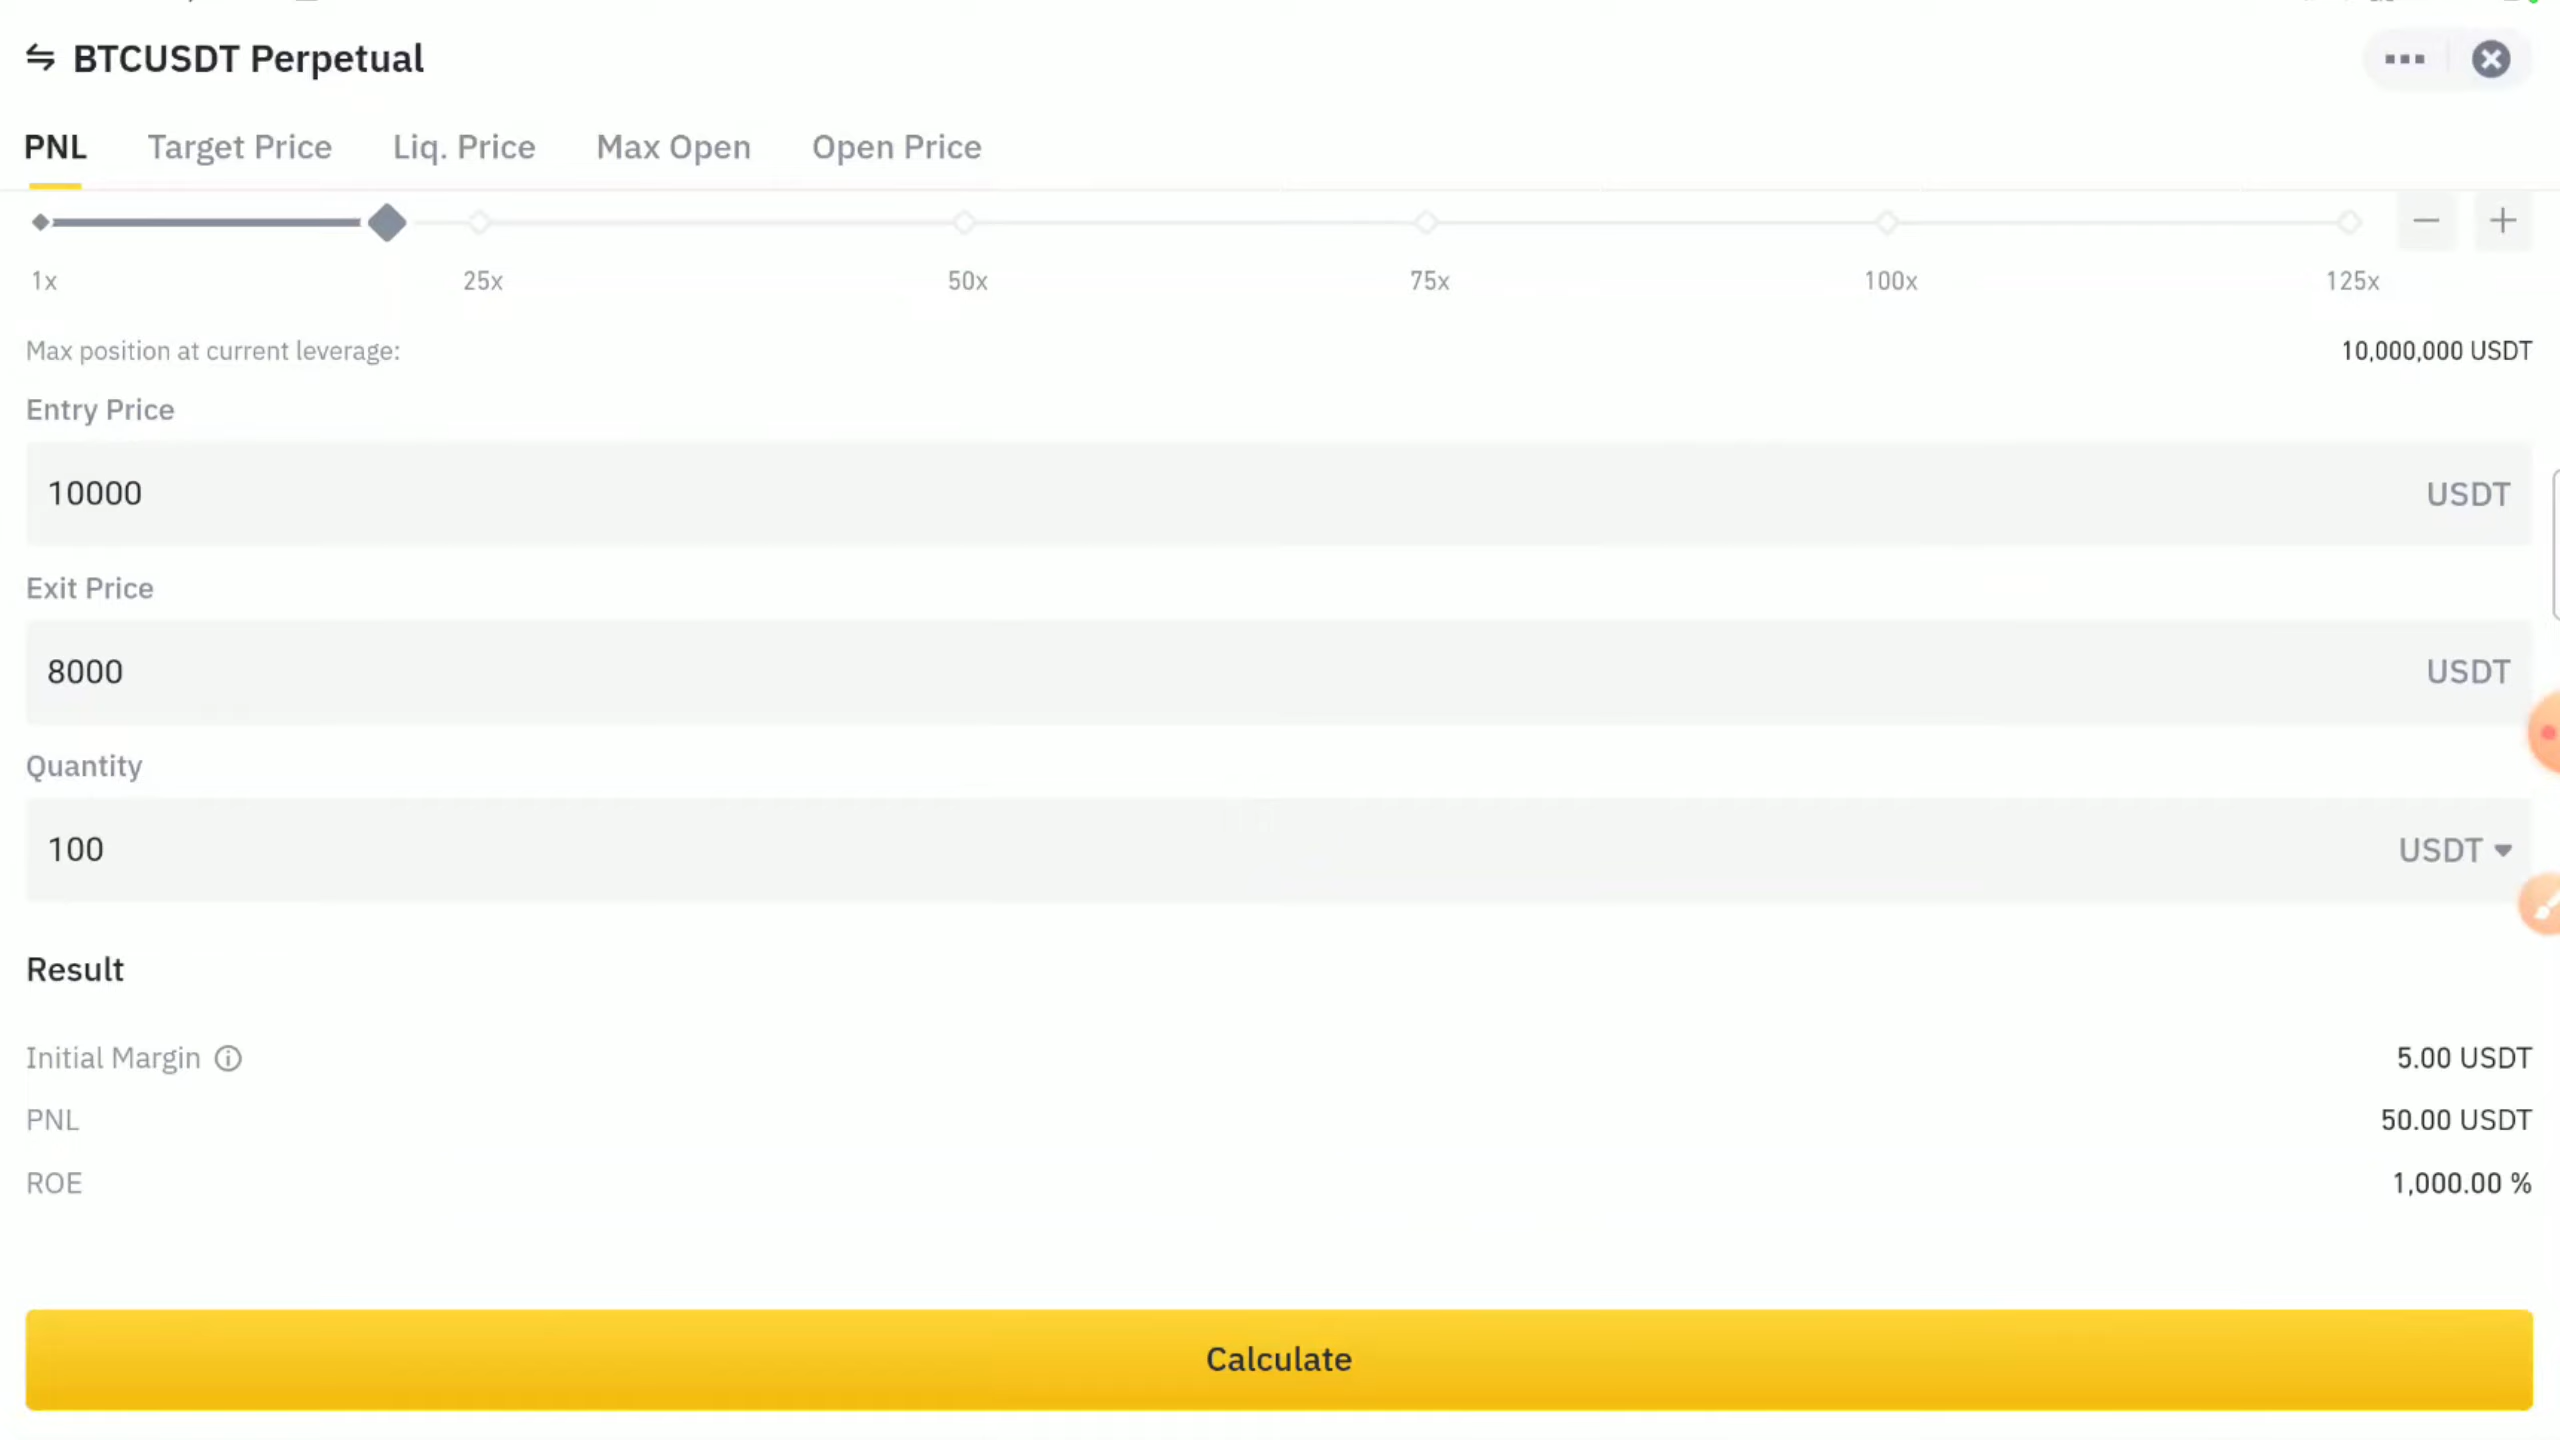 BTCUSDT Perpetual
PNL Target Price Liq. Price Max Open Open Price
1x 25x 50x 75x 100x 125x
Max position at current leverage: 10,000,000 USDT
Entry Price
10000 USDT
Exit Price
8000 USDT
Quantity
100 USDT
Result
Initial Margin 5.00 USDT
PNL 50.00 USDT
ROE 1,000.00 %
Calculate